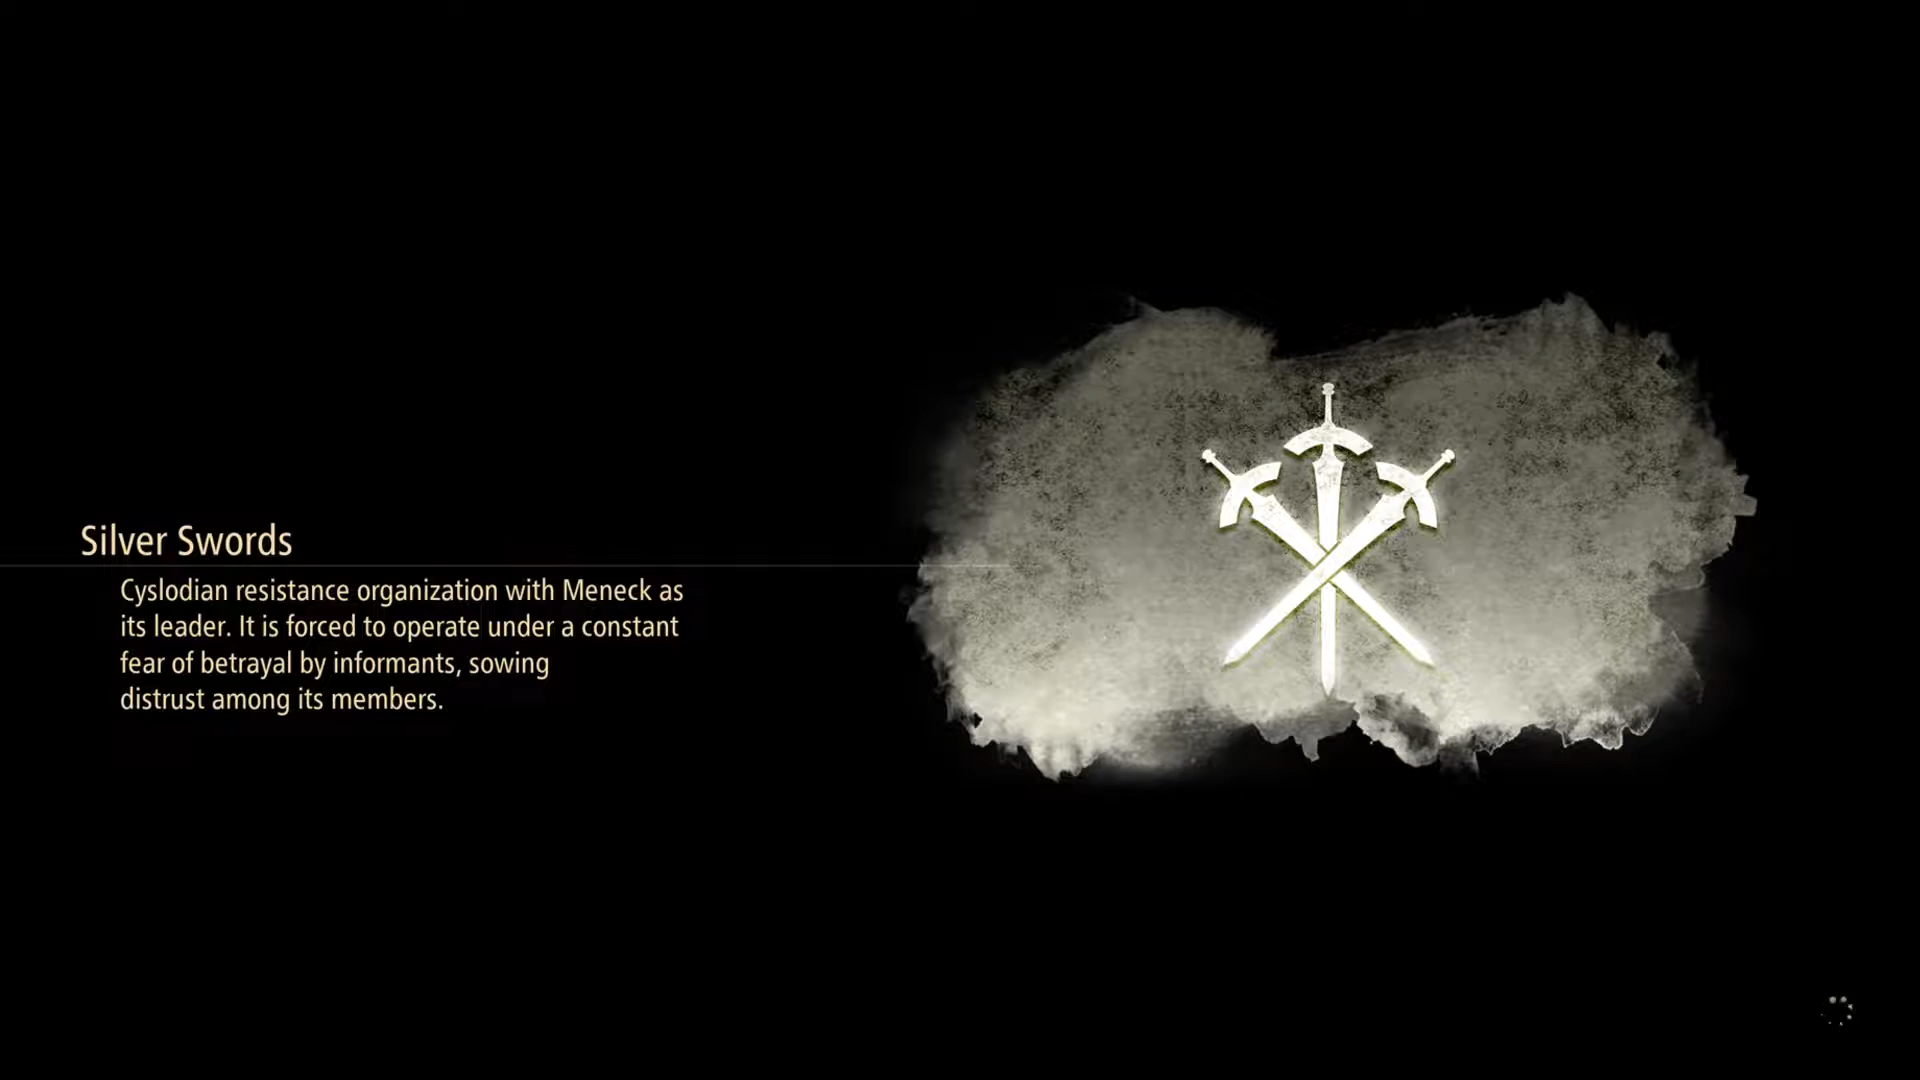 Silver Swords
Cyslodian resistance organization with Meneck as
its leader. It is forced to operate under a constant
fear of betrayal by informants, sowing
distrust among its members.